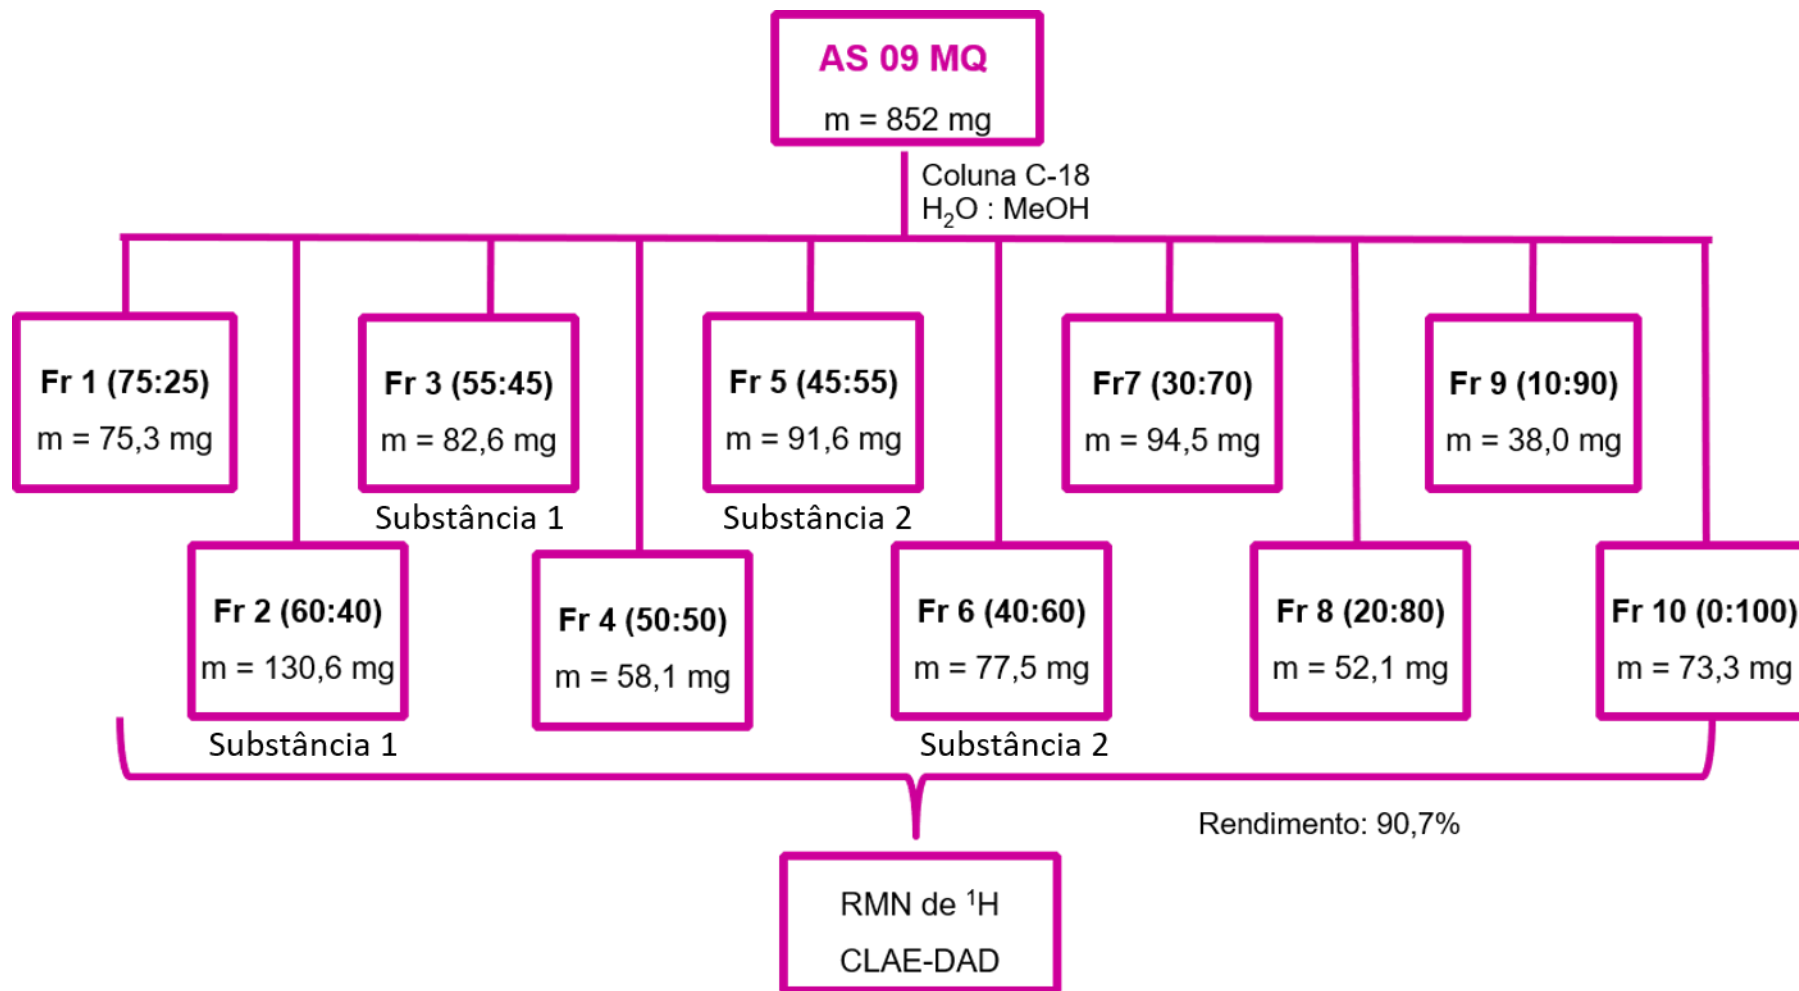 AS 09 MQ
m = 852 mg
Coluna C-18
H₂O : MeOH
Fr 1 (75:25)
m = 75,3 mg
Fr 3 (55:45)
m = 82,6 mg
Substância 1
Fr 5 (45:55)
m = 91,6 mg
Substância 2
Fr7 (30:70)
m = 94,5 mg
Fr 9 (10:90)
m = 38,0 mg
Fr 2 (60:40)
m = 130,6 mg
Substância 1
Fr 4 (50:50)
m = 58,1 mg
Fr 6 (40:60)
m = 77,5 mg
Substância 2
Fr 8 (20:80)
m = 52,1 mg
Fr 10 (0:100)
m = 73,3 mg
Rendimento: 90,7%
RMN de ¹H
CLAE-DAD